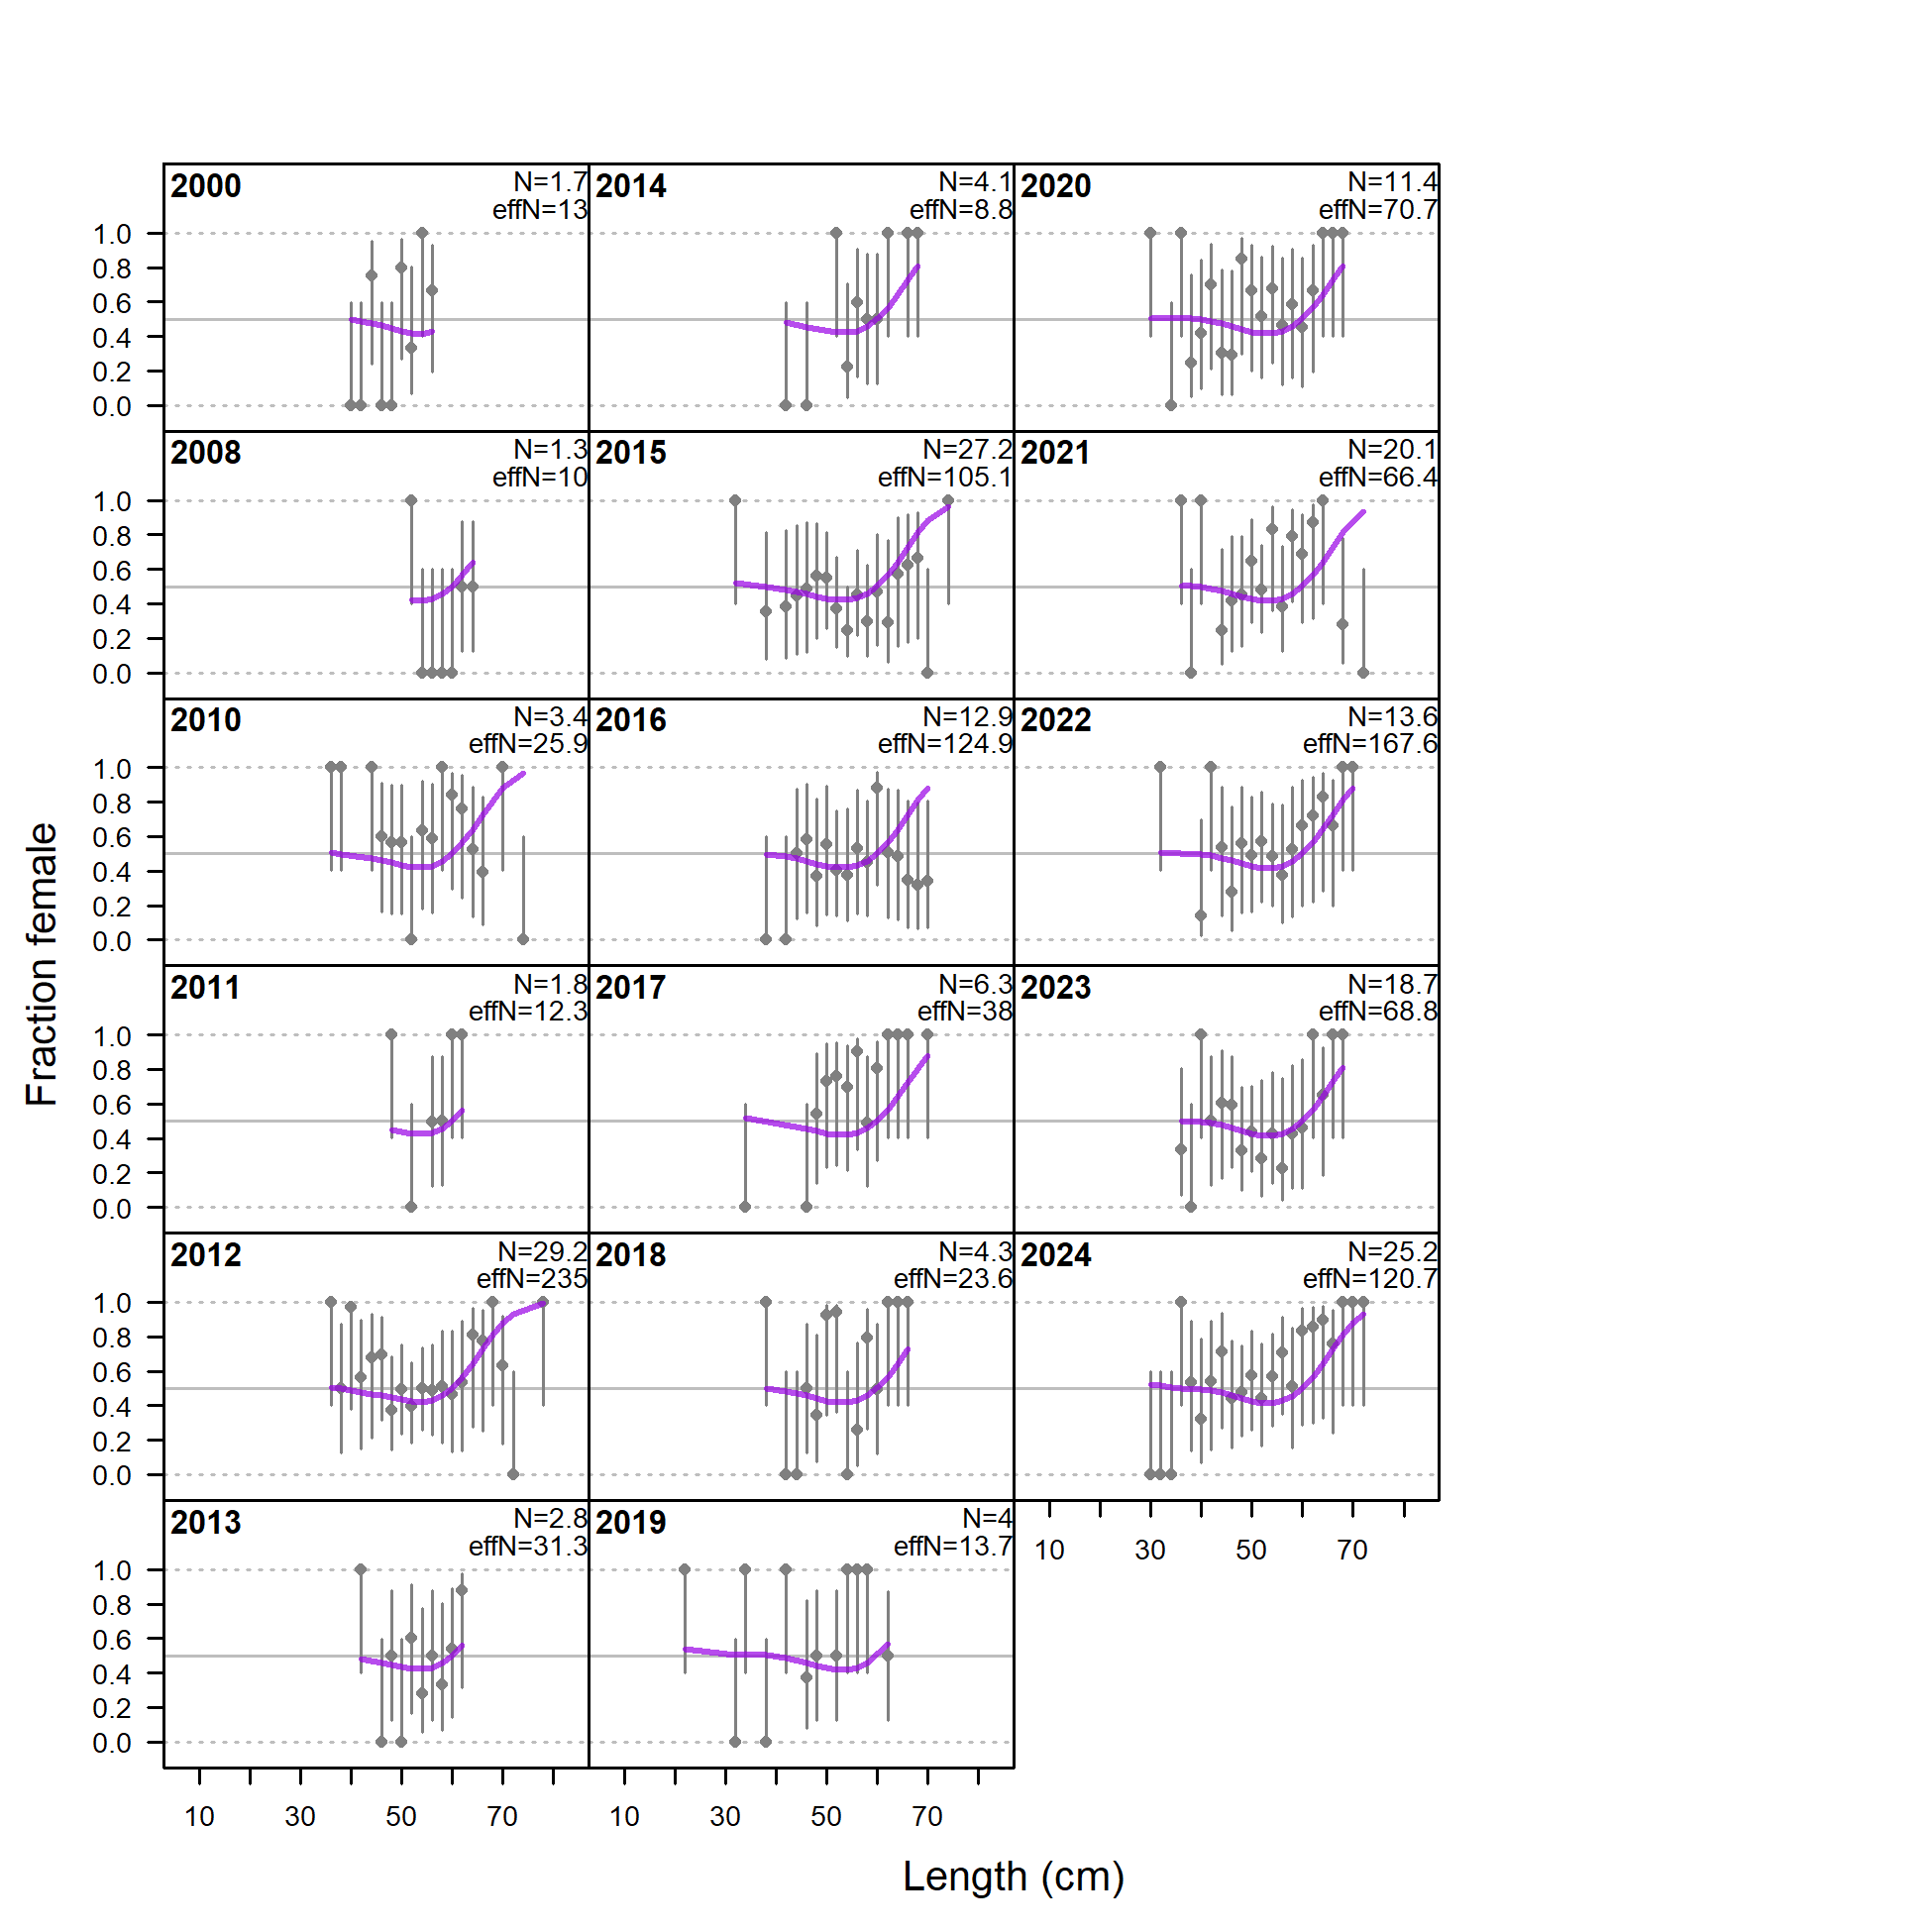 2000
N=1.7
effN=13
2014
N=4.1
effN=8.8
2020
N=11.4
effN=70.7
1.0
0.8
0.6
0.4
0.2
0.0
2008
N=1.3
effN=10
2015
N=27.2
effN=105.1
2021
N=20.1
effN=66.4
1.0
0.8
0.6
0.4
0.2
0.0
2010
N=3.4
effN=25.9
2016
N=12.9
effN=124.9
2022
N=13.6
effN=167.6
1.0
0.8
0.6
0.4
0.2
0.0
2011
N=1.8
effN=12.3
2017
N=6.3
effN=38
2023
N=18.7
effN=68.8
1.0
0.8
0.6
0.4
0.2
0.0
2012
N=29.2
effN=235
2018
N=4.3
effN=23.6
2024
N=25.2
effN=120.7
1.0
0.8
0.6
0.4
0.2
0.0
2013
N=2.8
effN=31.3
2019
N=4
effN=13.7
10 30 50 70
1.0
0.8
0.6
0.4
0.2
0.0
10 30 50 70
10 30 50 70
Fraction female
Length (cm)